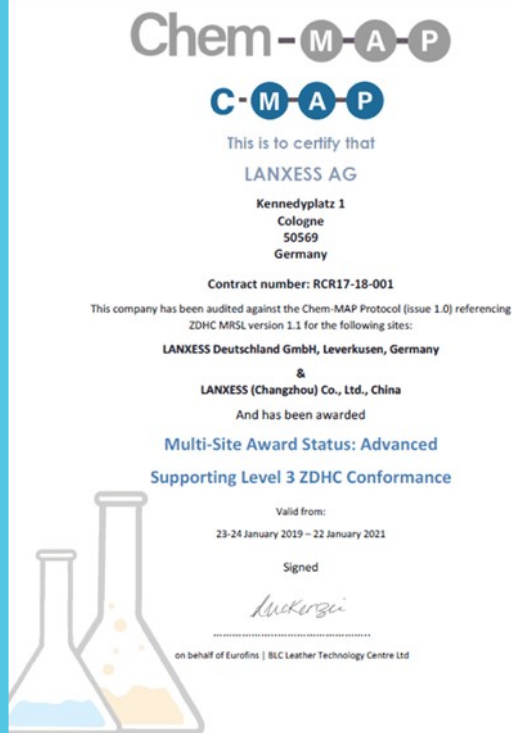 Chem-M-A-P
C-M-A-P
This is to certify that
LANXESS AG
Kennedyplatz 1
Cologne
50569
Germany
Contract number: RCR17-18-001
This company has been audited against the Chem-MAP Protocol (issue 1.0) referencing
ZDHC MRSL version 1.1 for the following sites:
LANXESS Deutschland GmbH, Leverkusen, Germany
&
LANXESS (Changzhou) Co., Ltd., China
And has been awarded
Multi-Site Award Status: Advanced
Supporting Level 3 ZDHC Conformance
Valid from:
23-24 January 2019 – 22 January 2021
Signed
on behalf of Eurofins | BLC Leather Technology Centre Ltd